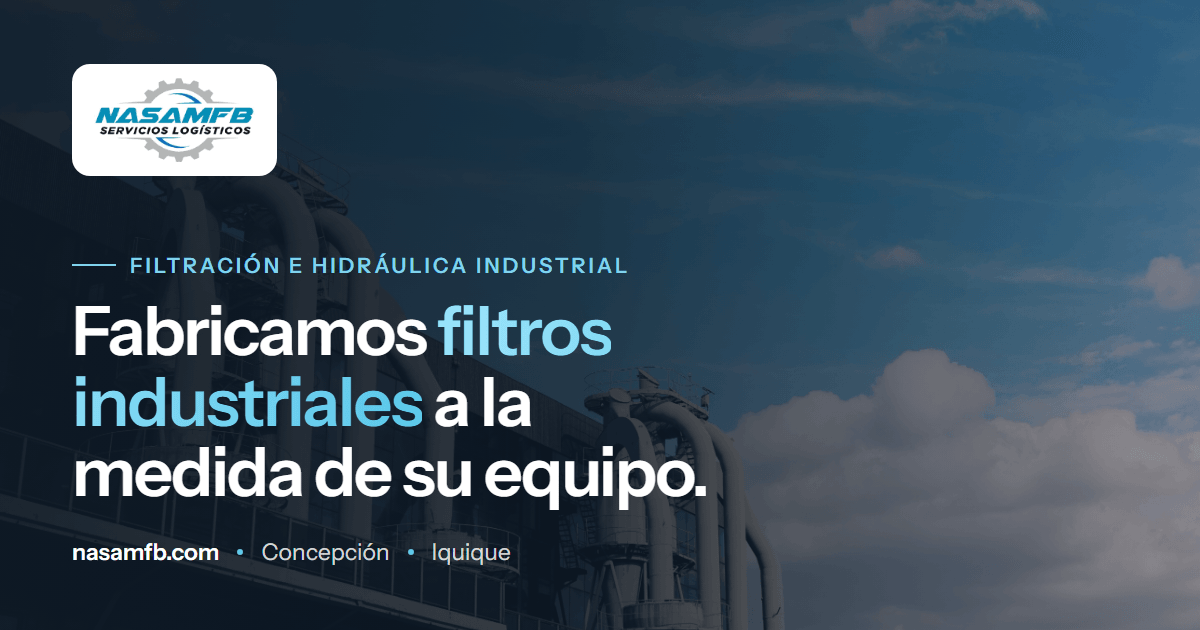 NASAMFB
SERVICIOS LOGÍSTICOS
FILTRACIÓN E HIDRÁULICA INDUSTRIAL
Fabricamos filtros
industriales a la
medida de su equipo.
nasamfb.com • Concepción • Iquique